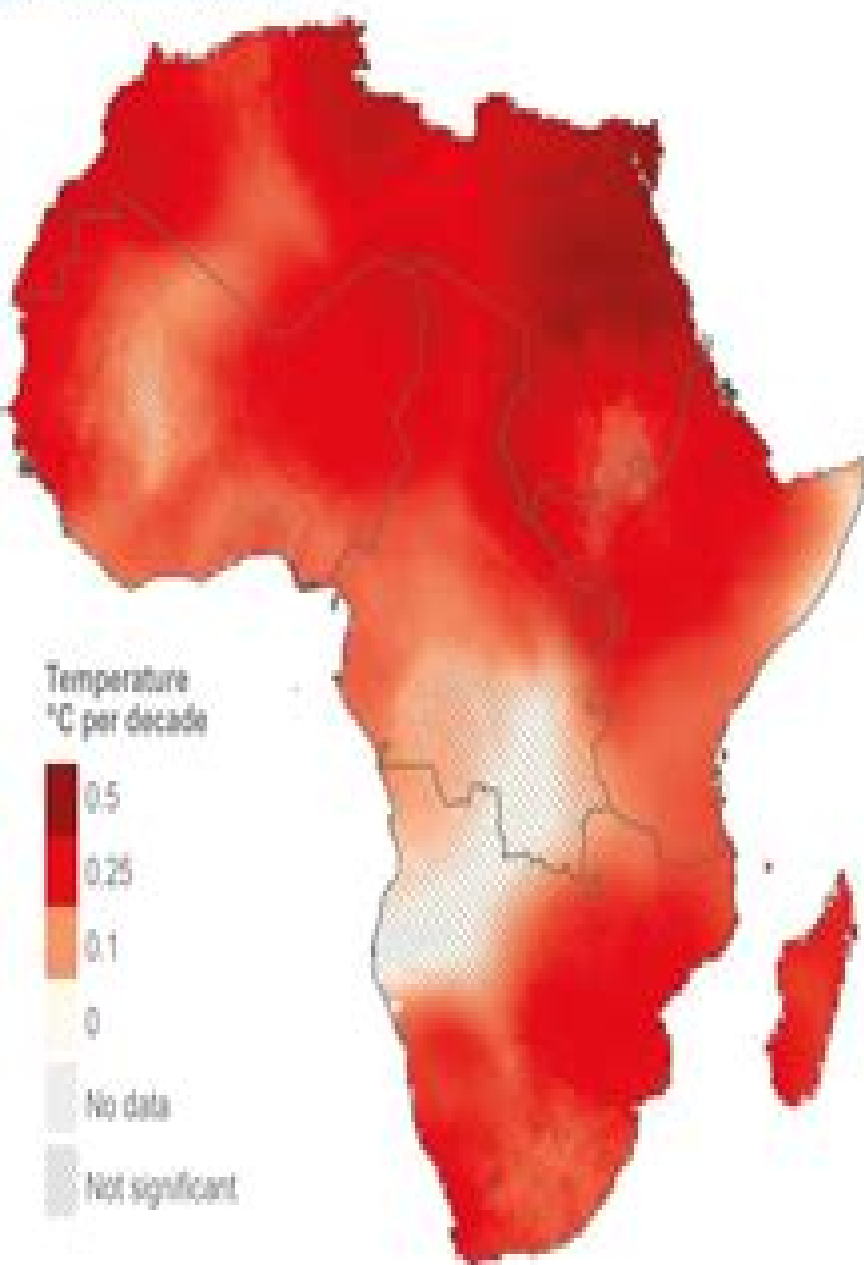 Temperature
°C per decade
0.5
0.25
0.1
0
No data
Not significant